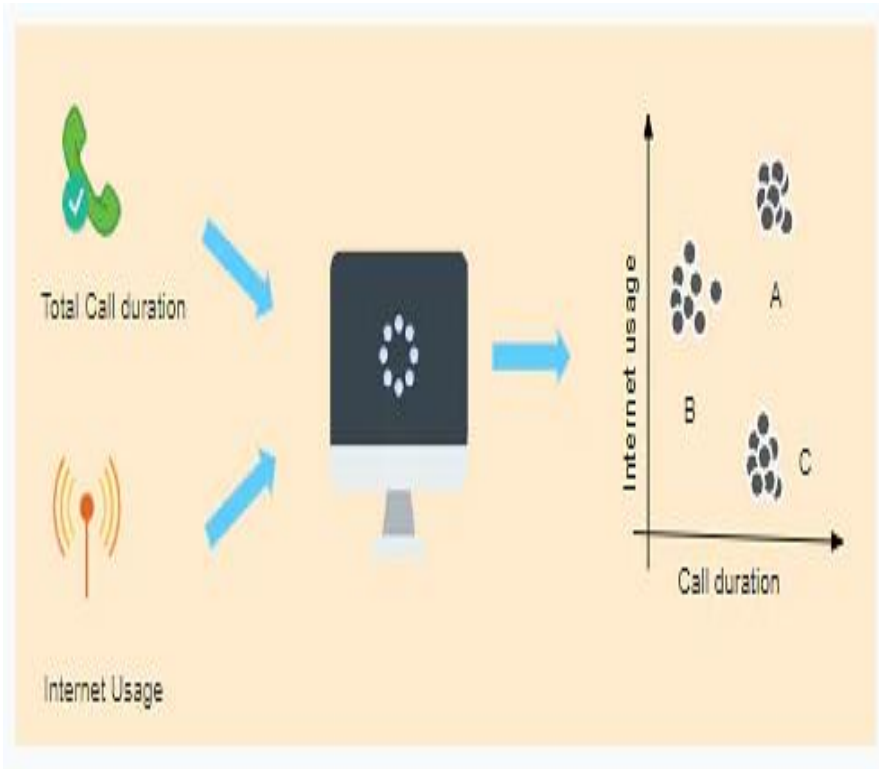 Total Call duration
Internet Usage
Internet usage
A
B
C
Call duration